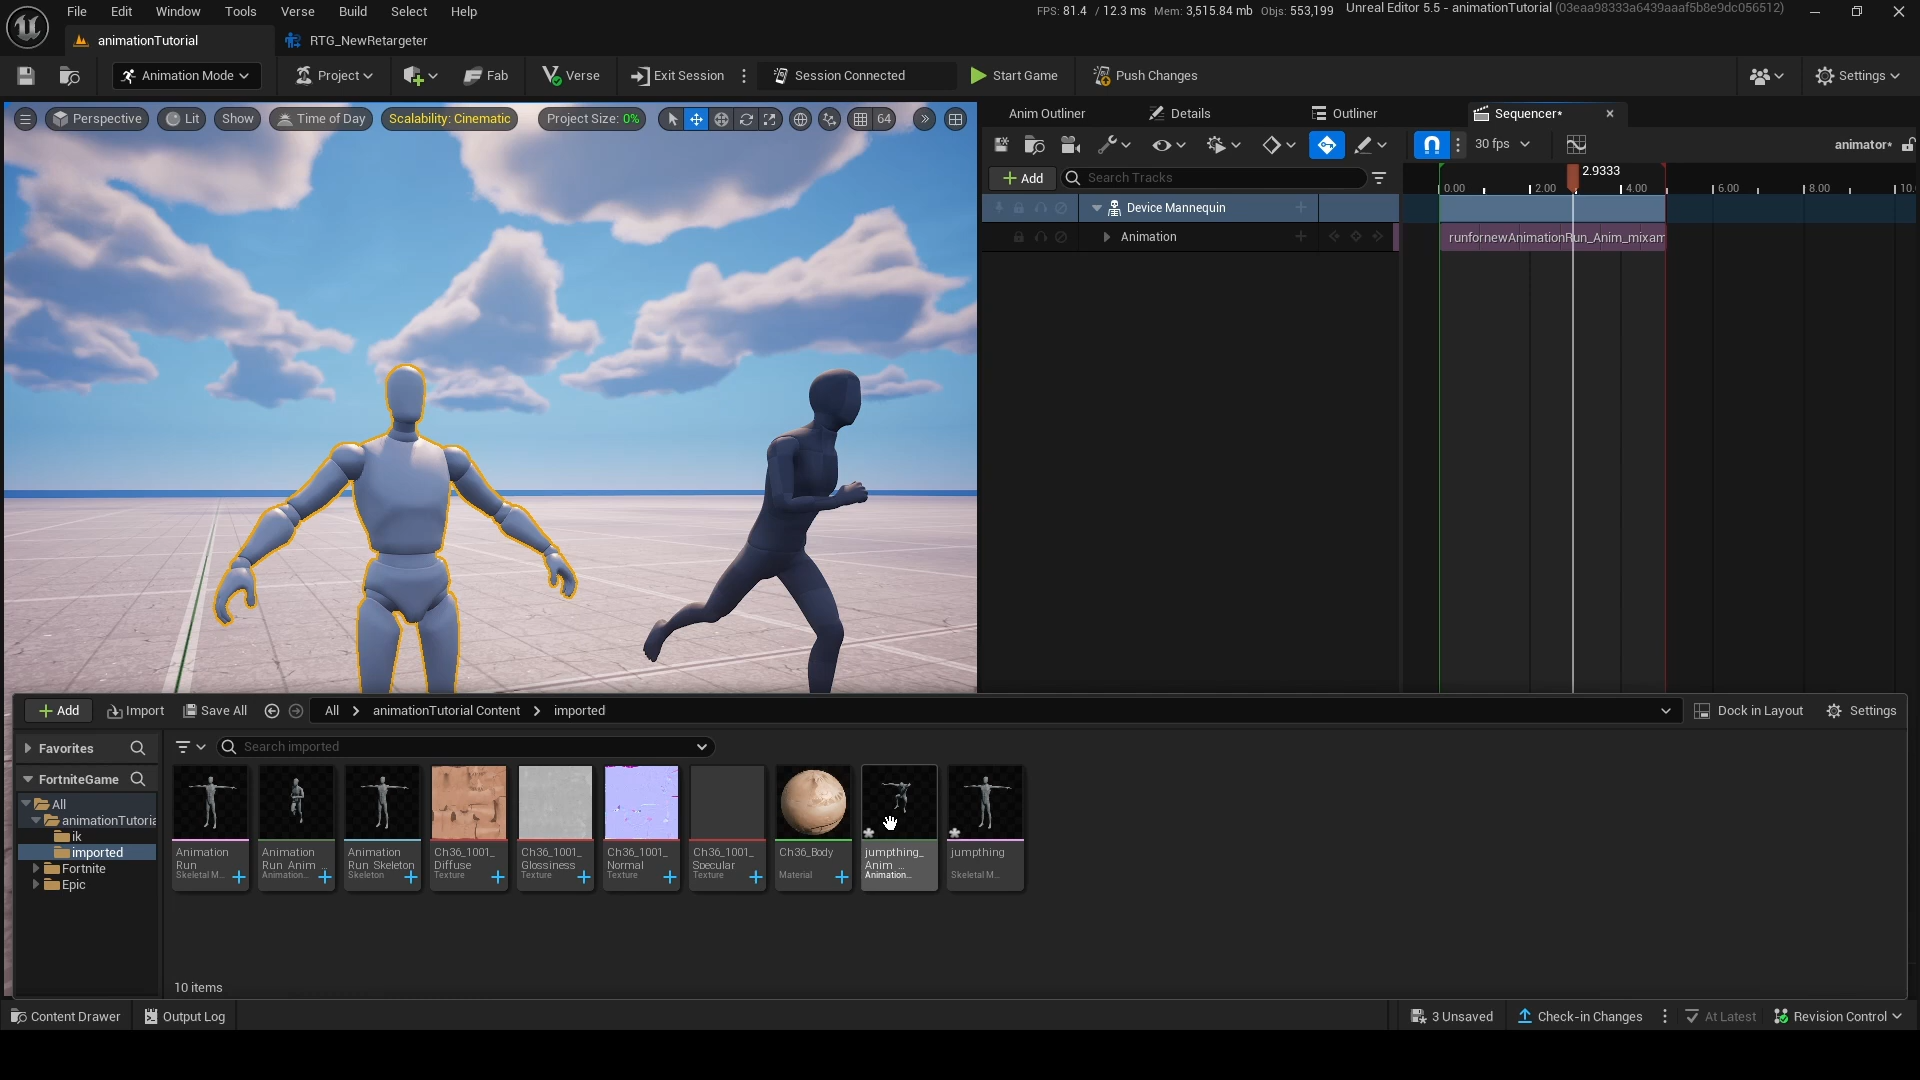 File Edit Window Tools Verse Build Select Help
FPS: 81.4 / 12.3 ms Mem: 3,515.84 mb Objs: 553,199 Unreal Editor 5.5 - animationTutorial (03eaa98333a6439aaaf5b8e9dc056512)
animationTutorial RTG_NewRetargeter
Animation Mode Project Fab Verse Exit Session Session Connected Start Game Push Changes Settings
Perspective Lit Show Time of Day Scalability: Cinematic Project Size: 0% 64
Anim Outliner Details Outliner Sequencer*
30 fps animator*
Add Search Tracks 2.9333
0.00 2.00 4.00 6.00 8.00 10.
Device Mannequin
Animation runfornewAnimationRun_Anim_mixam
Add Import Save All All > animationTutorial Content > imported Dock in Layout Settings
Favorites Search imported
FortniteGame
All
animationTutoria
ik
imported
Fortnite
Epic
Animation
Run
Skeletal M...
Animation
Run_Anim_...
Animation...
Animation
Run_Skeleton
Skeleton
Ch36_1001_
Diffuse
Texture
Ch36_1001_
Glossiness
Texture
Ch36_1001_
Normal
Texture
Ch36_1001_
Specular
Texture
Ch36_Body
Material
jumpthing_
Anim_...
Animation...
jumpthing
Skeletal M...
10 items
Content Drawer Output Log 3 Unsaved Check-in Changes At Latest Revision Control